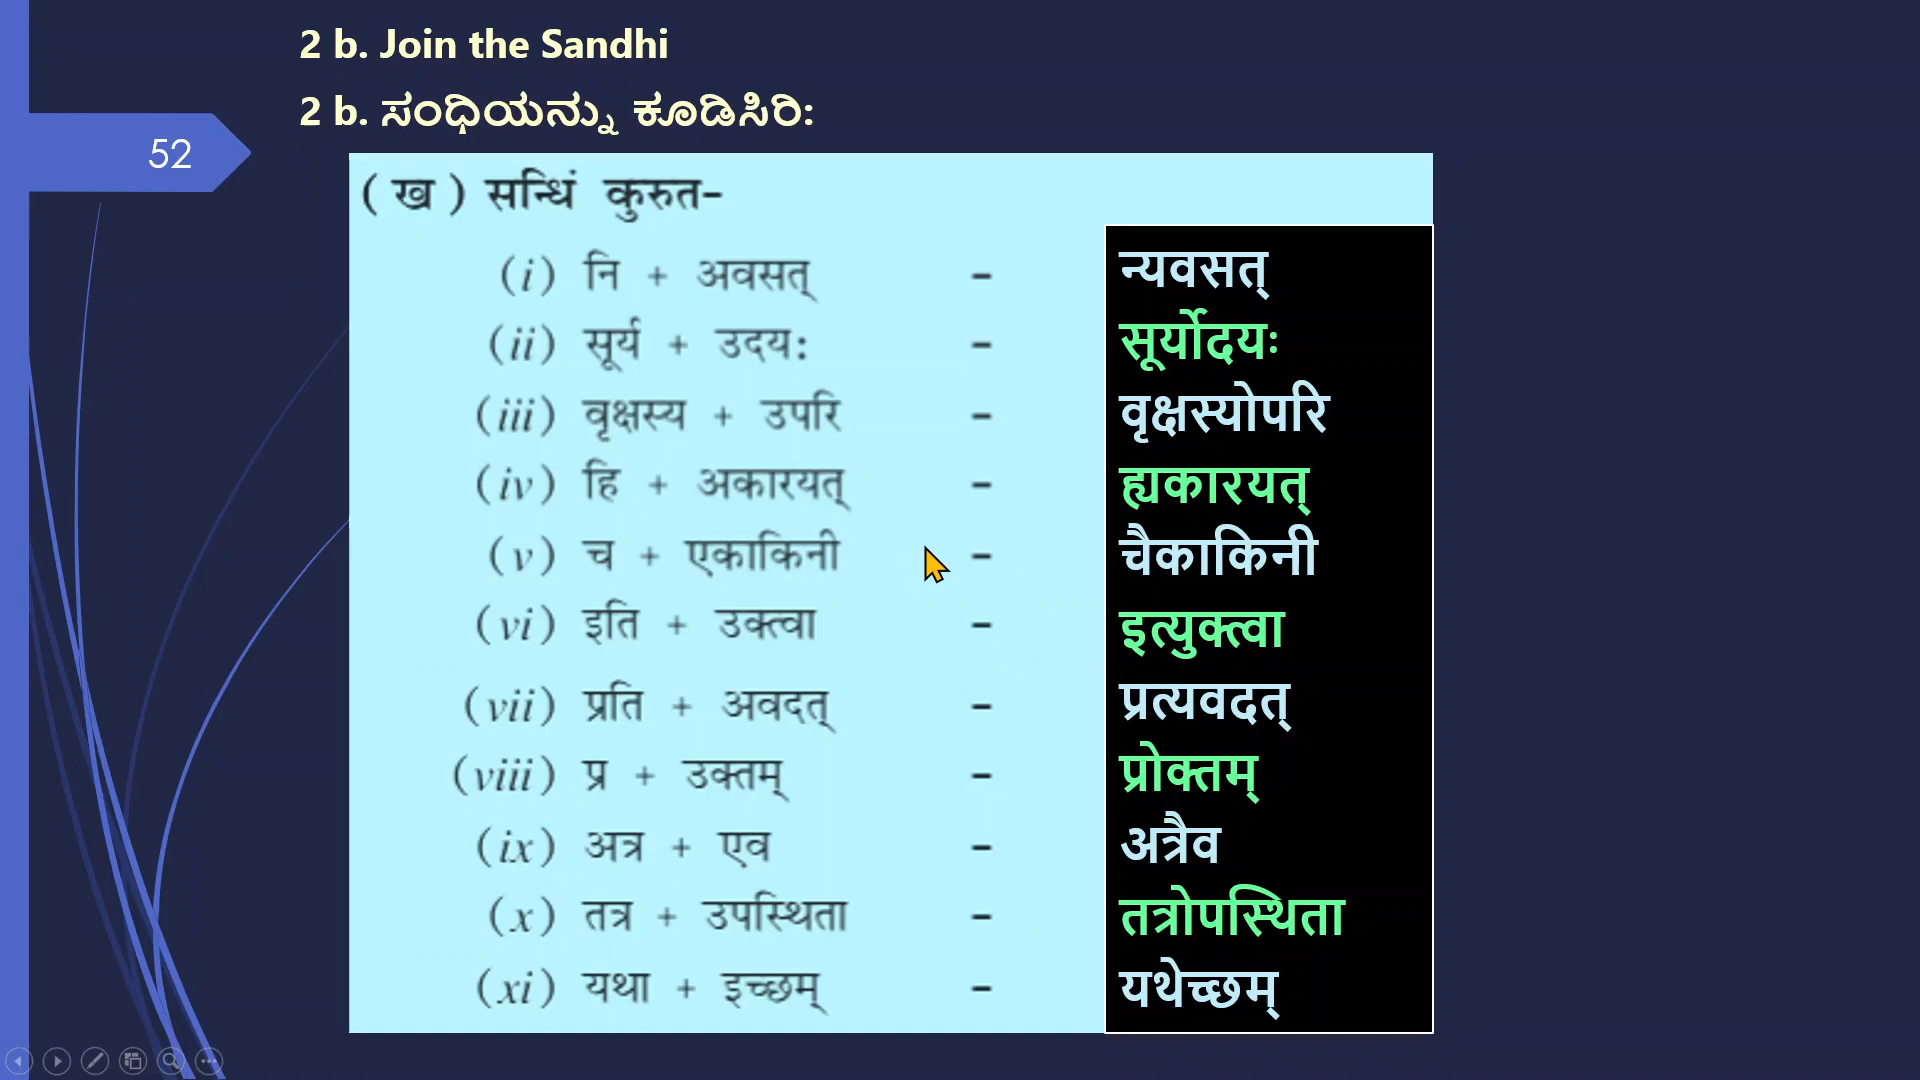 2 b. Join the Sandhi
2 b. ಸಂಧಿಯನ್ನು ಕೂಡಿಸಿರಿ:
52
( ख ) सन्धिं कुरुत-
(i) नि + अवसत् - न्यवसत्
(ii) सूर्य + उदय: - सूर्योदयः
(iii) वृक्षस्य + उपरि - वृक्षस्योपरि
(iv) हि + अकारयत् - ह्यकारयत्
(v) च + एकाकिनी - चैकाकिनी
(vi) इति + उक्त्वा - इत्युक्त्वा
(vii) प्रति + अवदत् - प्रत्यवदत्
(viii) प्र + उक्तम् - प्रोक्तम्
(ix) अत्र + एव - अत्रैव
(x) तत्र + उपस्थिता - तत्रोपस्थिता
(xi) यथा + इच्छम् - यथेच्छम्